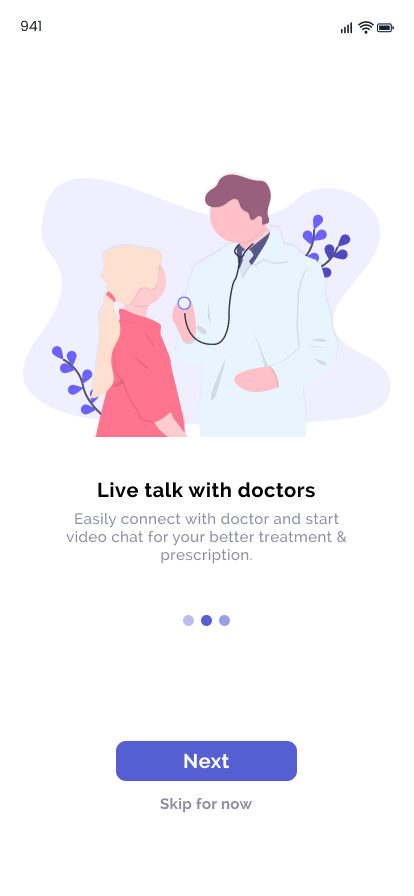 941
Live talk with doctors
Easily connect with doctor and start
video chat for your better treatment &
prescription.
Next
Skip for now